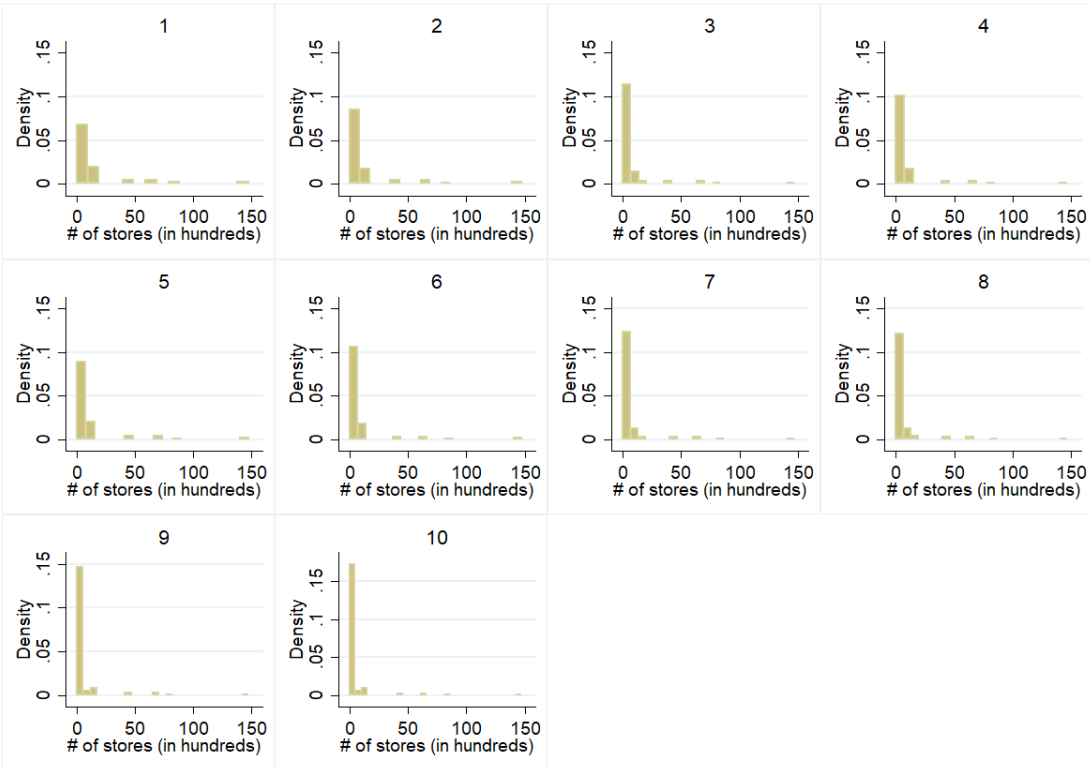 1
Density
0 .05 .1 .15
0 50 100 150
# of stores (in hundreds)
2
Density
0 .05 .1 .15
0 50 100 150
# of stores (in hundreds)
3
Density
0 .05 .1 .15
0 50 100 150
# of stores (in hundreds)
4
Density
0 .05 .1 .15
0 50 100 150
# of stores (in hundreds)
5
Density
0 .05 .1 .15
0 50 100 150
# of stores (in hundreds)
6
Density
0 .05 .1 .15
0 50 100 150
# of stores (in hundreds)
7
Density
0 .05 .1 .15
0 50 100 150
# of stores (in hundreds)
8
Density
0 .05 .1 .15
0 50 100 150
# of stores (in hundreds)
9
Density
0 .05 .1 .15
0 50 100 150
# of stores (in hundreds)
10
Density
0 .05 .1 .15
0 50 100 150
# of stores (in hundreds)